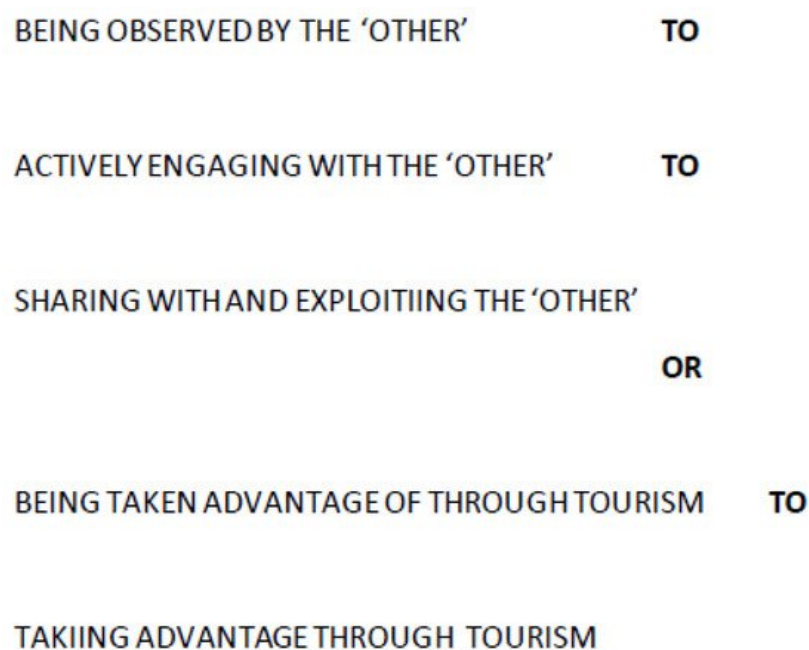 BEING OBSERVED BY THE ‘OTHER’ TO
ACTIVELY ENGAGING WITH THE ‘OTHER’ TO
SHARING WITH AND EXPLOITIING THE ‘OTHER’
OR
BEING TAKEN ADVANTAGE OF THROUGH TOURISM TO
TAKIING ADVANTAGE THROUGH TOURISM